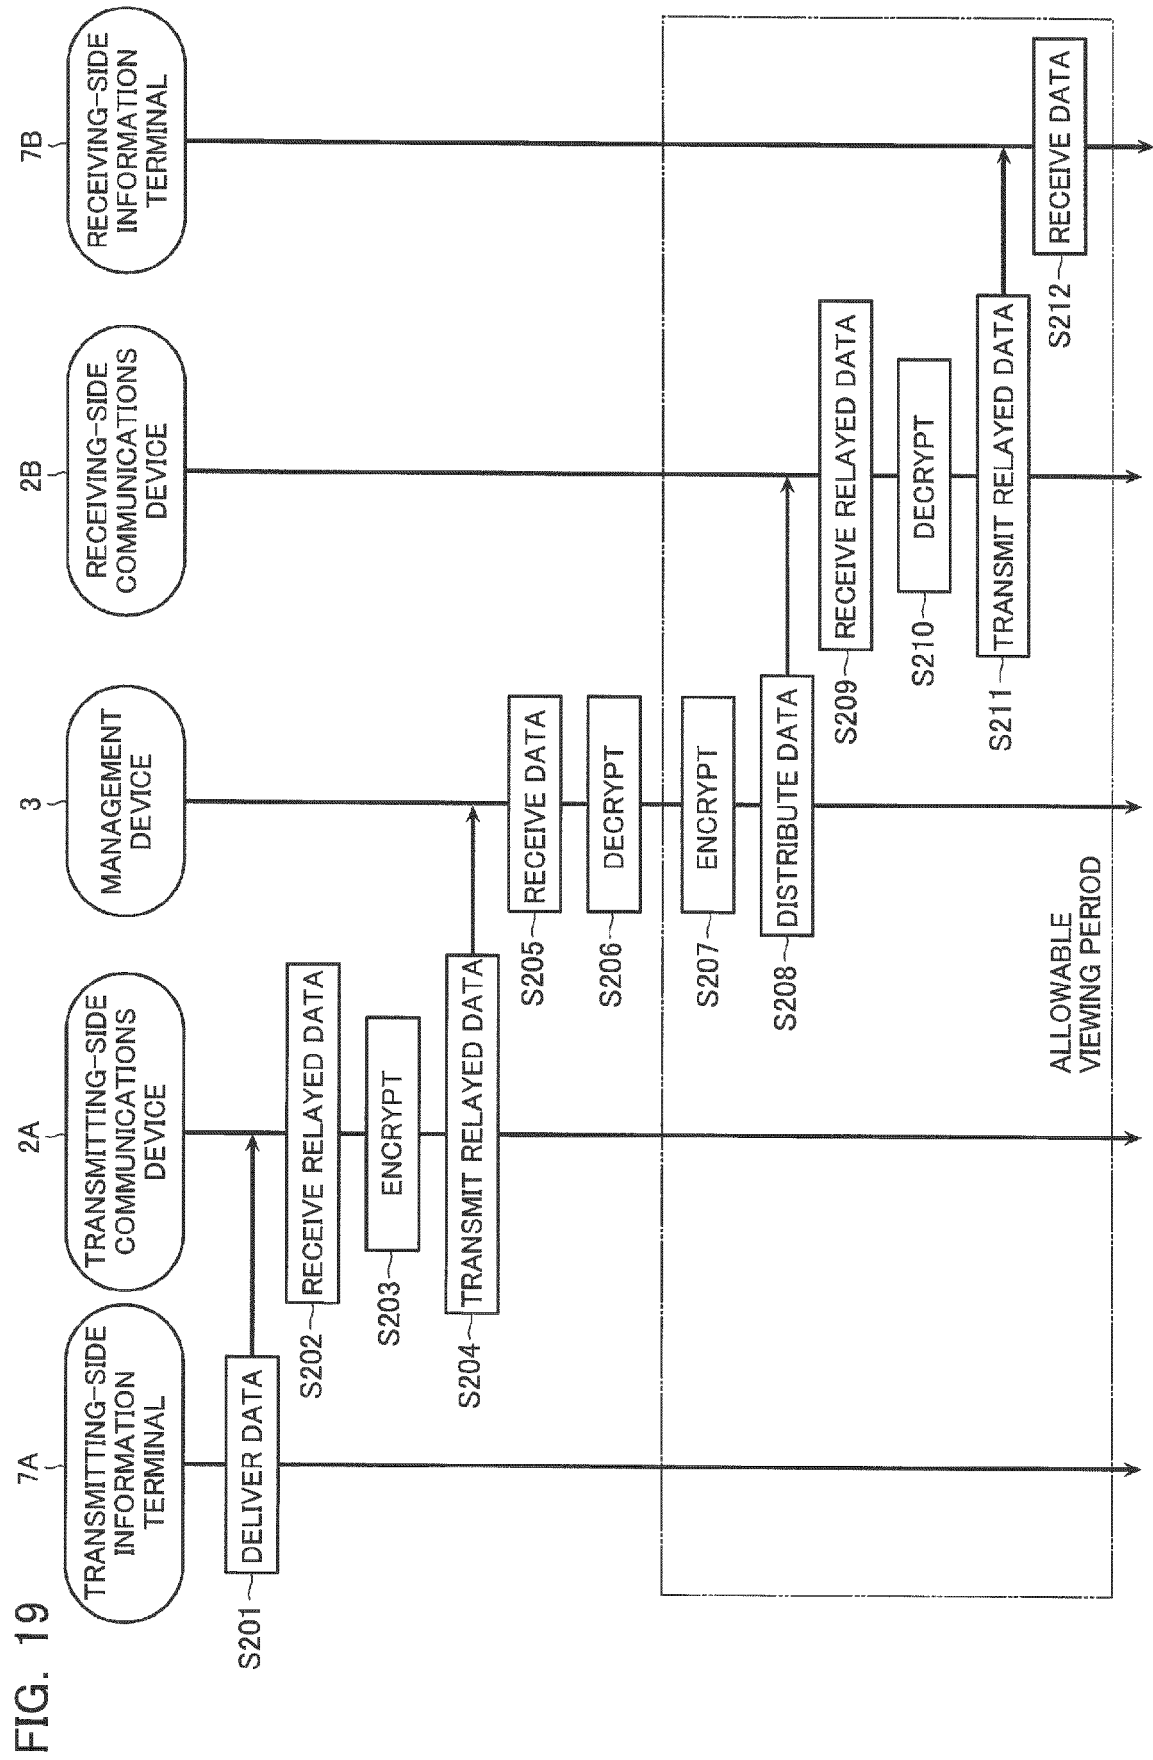 FIG. 19
7A
TRANSMITTING-SIDE
INFORMATION
TERMINAL
2A
TRANSMITTING-SIDE
COMMUNICATIONS
DEVICE
3
MANAGEMENT
DEVICE
2B
RECEIVING-SIDE
COMMUNICATIONS
DEVICE
7B
RECEIVING-SIDE
INFORMATION
TERMINAL
S201
DELIVER DATA
S202
RECEIVE RELAYED DATA
S203
ENCRYPT
S204
TRANSMIT RELAYED DATA
S205
RECEIVE DATA
S206
DECRYPT
S207
ENCRYPT
S208
DISTRIBUTE DATA
S209
RECEIVE RELAYED DATA
S210
DECRYPT
S211
TRANSMIT RELAYED DATA
S212
RECEIVE DATA
ALLOWABLE
VIEWING PERIOD